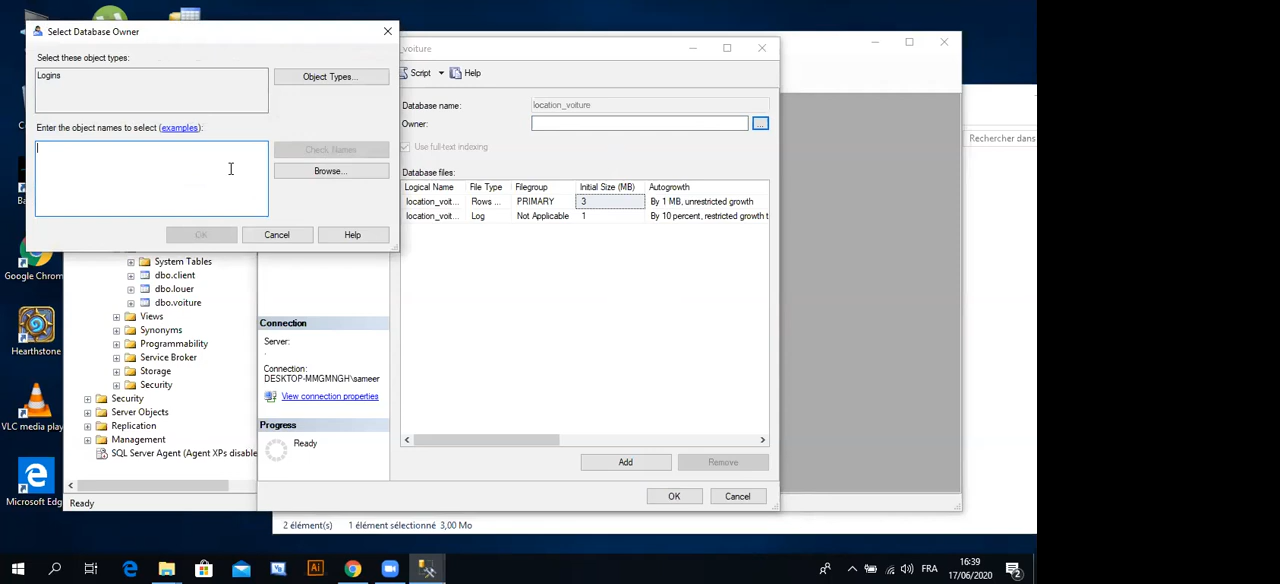 Select Database Owner
Select these object types:
Logins
Object Types...
Enter the object names to select (examples):
Check Names
Browse...
OK
Cancel
Help
_voiture
Script
Help
Database name:
location_voiture
Owner:
...
Use full-text indexing
Database files:
Logical Name File Type Filegroup Initial Size (MB) Autogrowth
location_voit... Rows ... PRIMARY 3 By 1 MB, unrestricted growth
location_voit... Log Not Applicable 1 By 10 percent, restricted growth t
Add
Remove
OK
Cancel
Connection
Server:
.
Connection:
DESKTOP-MMGMNGH\sameer
View connection properties
Progress
Ready
System Tables
dbo.client
dbo.louer
dbo.voiture
Views
Synonyms
Programmability
Service Broker
Storage
Security
Security
Server Objects
Replication
Management
SQL Server Agent (Agent XPs disable
Ready
Rechercher dans
2 élément(s) 1 élément sélectionné 3,00 Mo
Google Chrom
Hearthstone
VLC media play
Microsoft Edg
FRA
16:39
17/06/2020
2